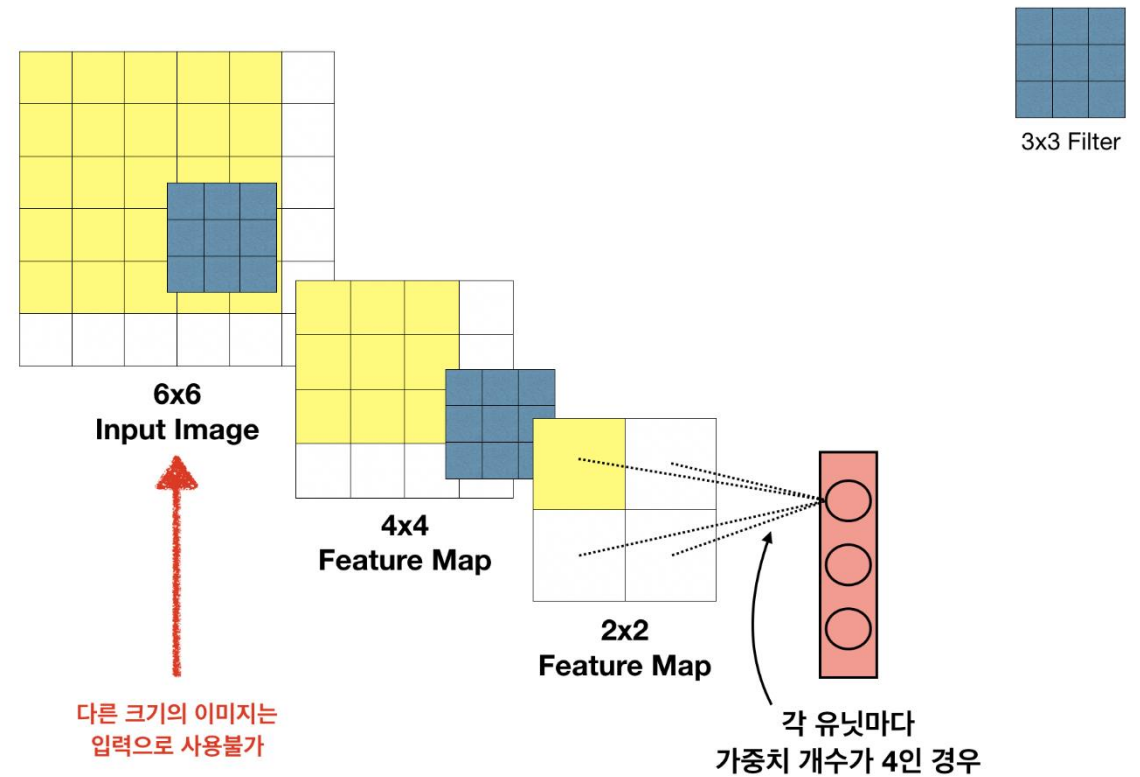 3x3 Filter
6x6
Input Image
4x4
Feature Map
2x2
Feature Map
다른 크기의 이미지는
입력으로 사용불가
각 유닛마다
가중치 개수가 4인 경우